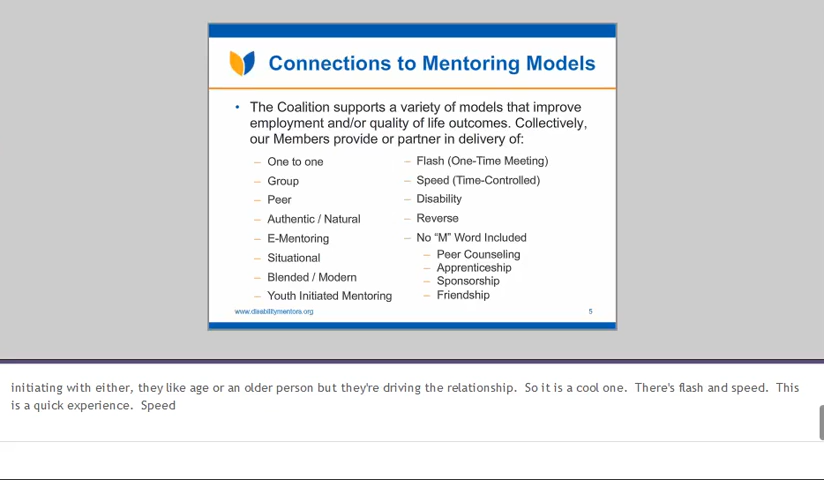 Connections to Mentoring Models
• The Coalition supports a variety of models that improve
employment and/or quality of life outcomes. Collectively,
our Members provide or partner in delivery of:
– One to one
– Group
– Peer
– Authentic / Natural
– E-Mentoring
– Situational
– Blended / Modern
– Youth Initiated Mentoring
– Flash (One-Time Meeting)
– Speed (Time-Controlled)
– Disability
– Reverse
– No “M” Word Included
– Peer Counseling
– Apprenticeship
– Sponsorship
– Friendship
www.disabilitymentors.org
5
initiating with either, they like age or an older person but they're driving the relationship.  So it is a cool one.  There's flash and speed.  This
is a quick experience.  Speed